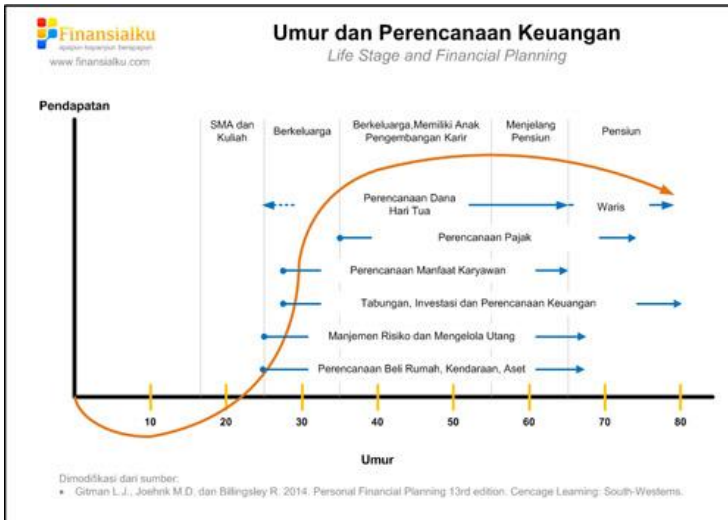 Finansialku
apapun kapanpun berapapun
www.finansialku.com
Umur dan Perencanaan Keuangan
Life Stage and Financial Planning
Pendapatan
SMA dan
Kuliah
Berkeluarga
Berkeluarga,Memiliki Anak
Pengembangan Karir
Menjelang
Pensiun
Pensiun
Perencanaan Dana
Hari Tua
Waris
Perencanaan Pajak
Perencanaan Manfaat Karyawan
Tabungan, Investasi dan Perencanaan Keuangan
Manjemen Risiko dan Mengelola Utang
Perencanaan Beli Rumah, Kendaraan, Aset
10 20 30 40 50 60 70 80
Umur
Dimodifikasi dari sumber:
• Gitman L.J., Joehnk M.D. dan Billingsley R. 2014. Personal Financial Planning 13rd edition. Cencage Learning: South-Westerns.